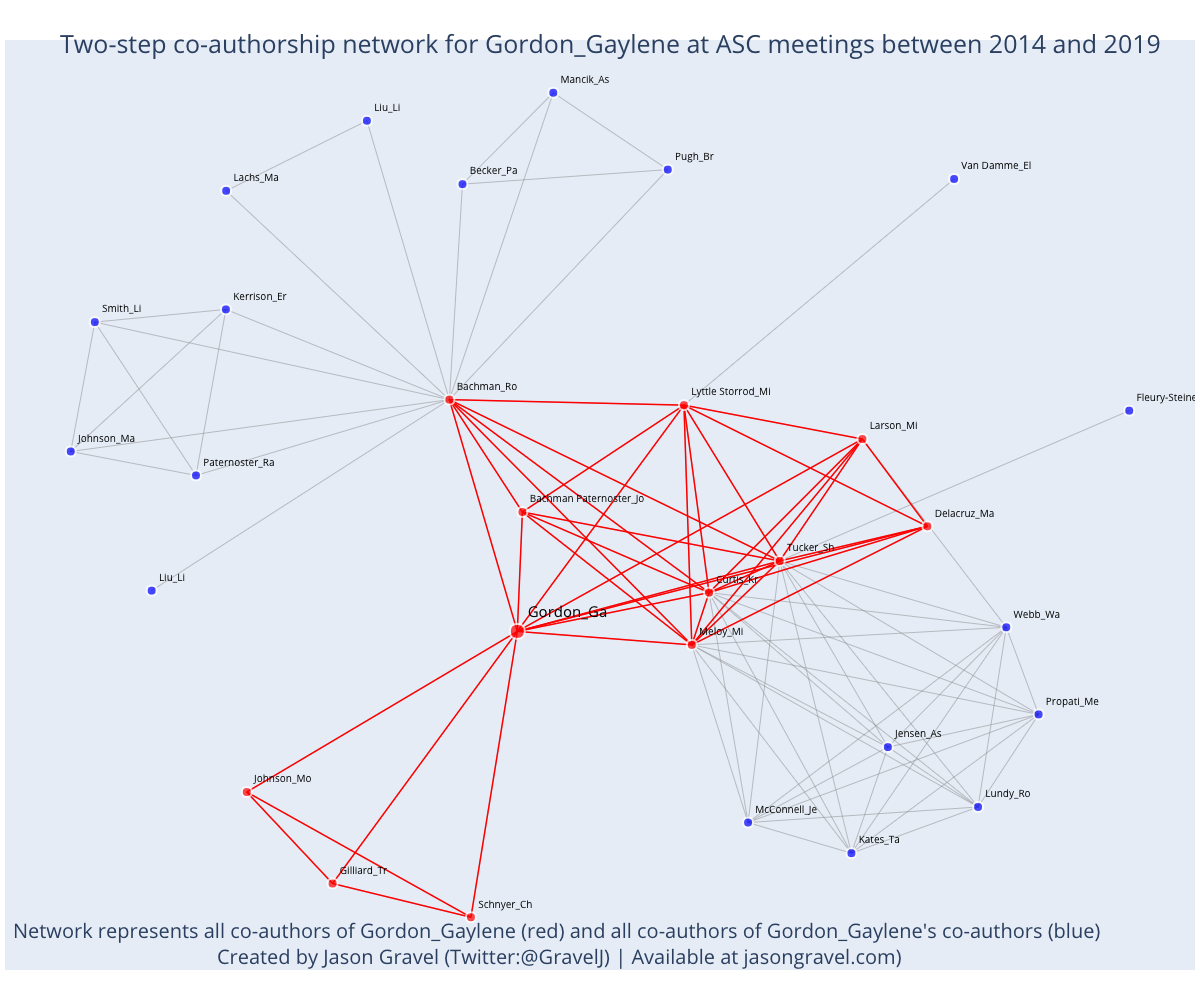 Two-step co-authorship network for Gordon_Gaylene at ASC meetings between 2014 and 2019
Mancik_As
Liu_Li
Pugh_Br
Van Damme_El
Becker_Pa
Lachs_Ma
Kerrison_Er
Smith_Li
Bachman_Ro
Lyttle Storrod_Mi
Fleury-Steine
Larson_Mi
Johnson_Ma
Paternoster_Ra
Bachman Paternoster_Jo
Delacruz_Ma
Tucker_Sh
Liu_Li
Curtis_Kr
Gordon_Ga
Webb_Wa
Meloy_Mi
Propati_Me
Jensen_As
Johnson_Mo
Lundy_Ro
McConnell_Je
Kates_Ta
Gilliard_Tr
Schnyer_Ch
Network represents all co-authors of Gordon_Gaylene (red) and all co-authors of Gordon_Gaylene's co-authors (blue)
Created by Jason Gravel (Twitter:@GravelJ) | Available at jasongravel.com)